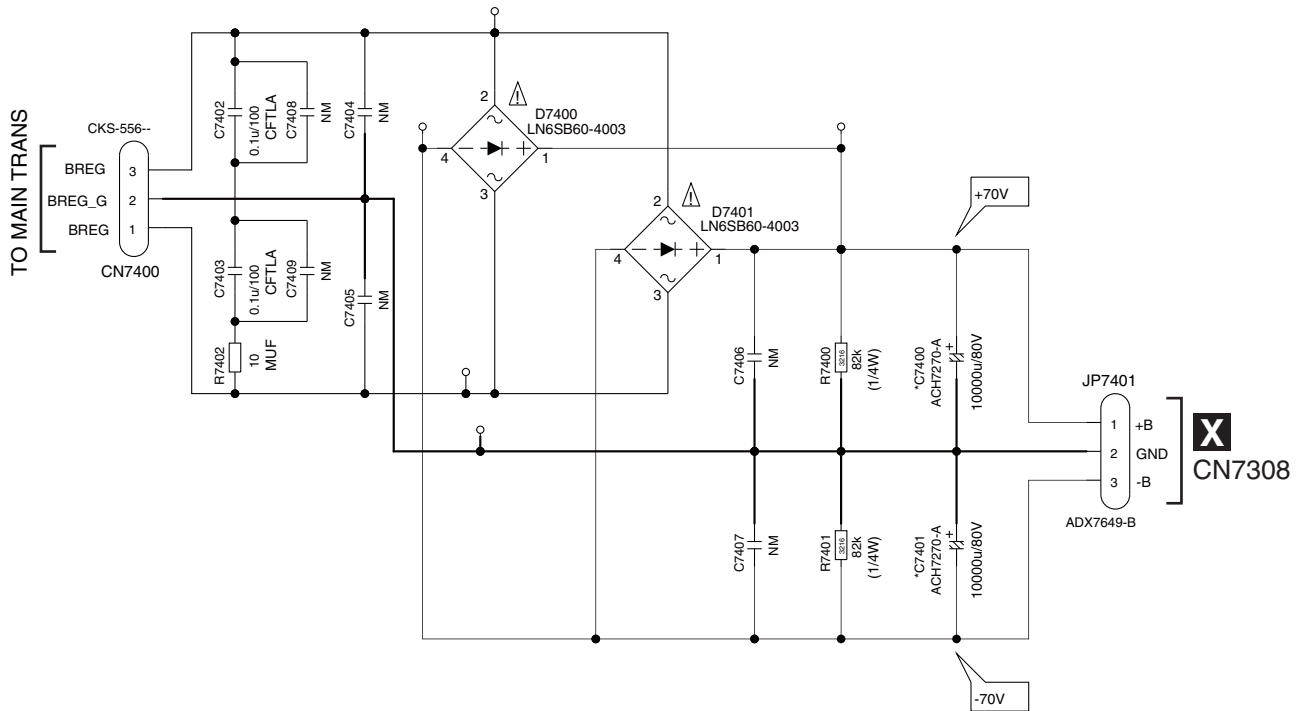 TO MAIN TRANS
CKS-556--
BREG 3
BREG_G 2
BREG 1
CN7400
C7402
0.1u/100
CFTLA
C7408
NM
C7404
NM
C7403
0.1u/100
CFTLA
C7409
NM
C7405
NM
R7402
10
MUF
2
D7400
LN6SB60-4003
4
1
3
2
D7401
LN6SB60-4003
4
1
3
+70V
C7406
NM
R7400
3216
82k
(1/4W)
*C7400
ACH7270-A
+
10000u/80V
JP7401
1 +B
2 GND
3 -B
ADX7649-B
X
CN7308
C7407
NM
R7401
3216
82k
(1/4W)
*C7401
ACH7270-A
+
10000u/80V
-70V